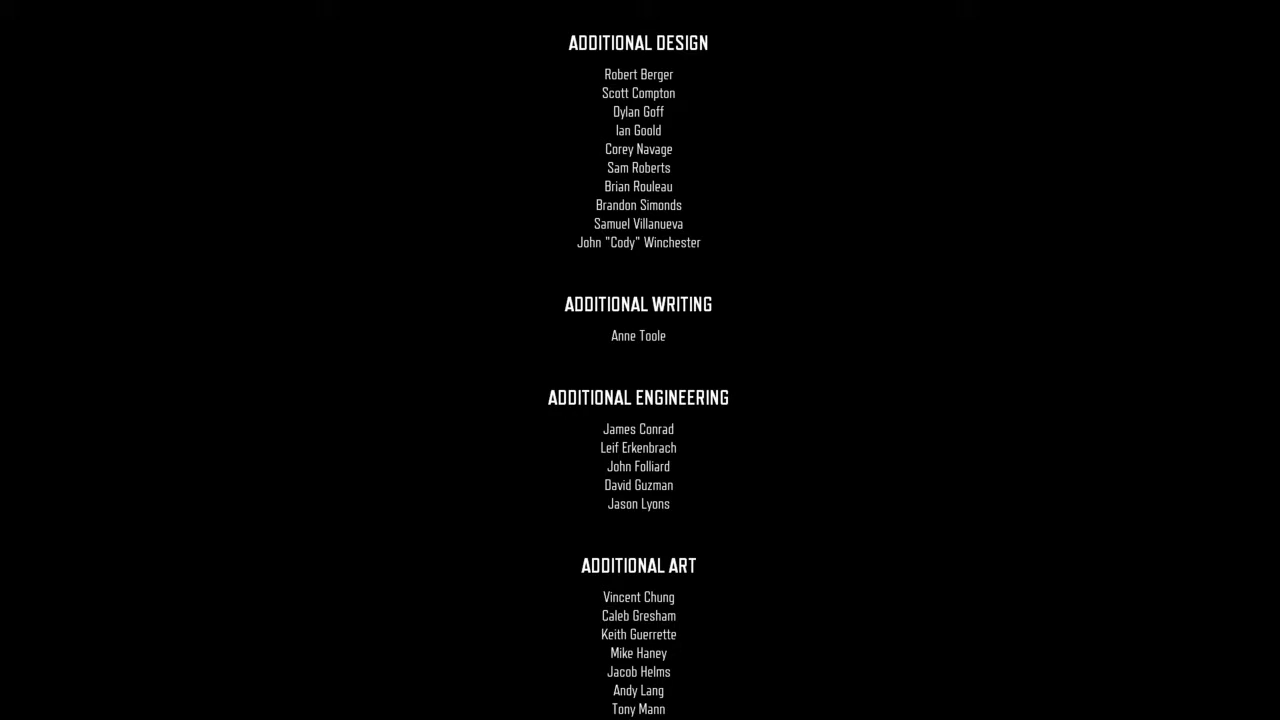 ADDITIONAL DESIGN
Robert Berger
Scott Compton
Dylan Goff
Ian Goold
Corey Navage
Sam Roberts
Brian Rouleau
Brandon Simonds
Samuel Villanueva
John "Cody" Winchester
ADDITIONAL WRITING
Anne Toole
ADDITIONAL ENGINEERING
James Conrad
Leif Erkenbrach
John Folliard
David Guzman
Jason Lyons
ADDITIONAL ART
Vincent Chung
Caleb Gresham
Keith Guerrette
Mike Haney
Jacob Helms
Andy Lang
Tony Mann